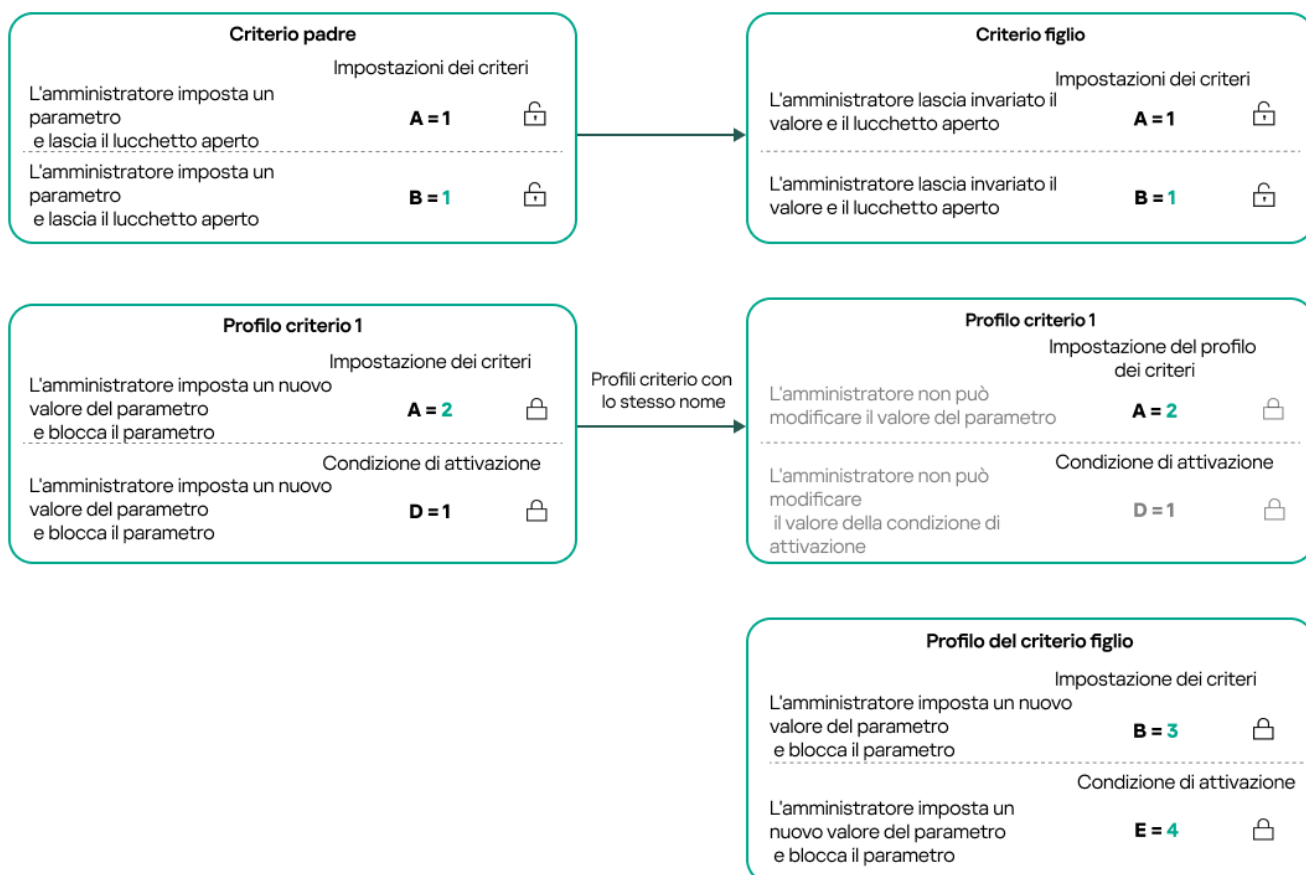 Criterio padre
Impostazioni dei criteri
L'amministratore imposta un
parametro
e lascia il lucchetto aperto
A = 1
L'amministratore imposta un
parametro
e lascia il lucchetto aperto
B = 1
Criterio figlio
Impostazioni dei criteri
L'amministratore lascia invariato il
valore e il lucchetto aperto
A = 1
L'amministratore lascia invariato il
valore e il lucchetto aperto
B = 1
Profilo criterio 1
Impostazione dei criteri
L'amministratore imposta un nuovo
valore del parametro
e blocca il parametro
A = 2
Condizione di attivazione
L'amministratore imposta un nuovo
valore del parametro
e blocca il parametro
D = 1
Profili criterio con
lo stesso nome
Profilo criterio 1
Impostazione del profilo
dei criteri
L'amministratore non può
modificare il valore del parametro
A = 2
Condizione di attivazione
L'amministratore non può
modificare
il valore della condizione di
attivazione
D = 1
Profilo del criterio figlio
Impostazione dei criteri
L'amministratore imposta un nuovo
valore del parametro
e blocca il parametro
B = 3
Condizione di attivazione
L'amministratore imposta un
nuovo valore del parametro
e blocca il parametro
E = 4